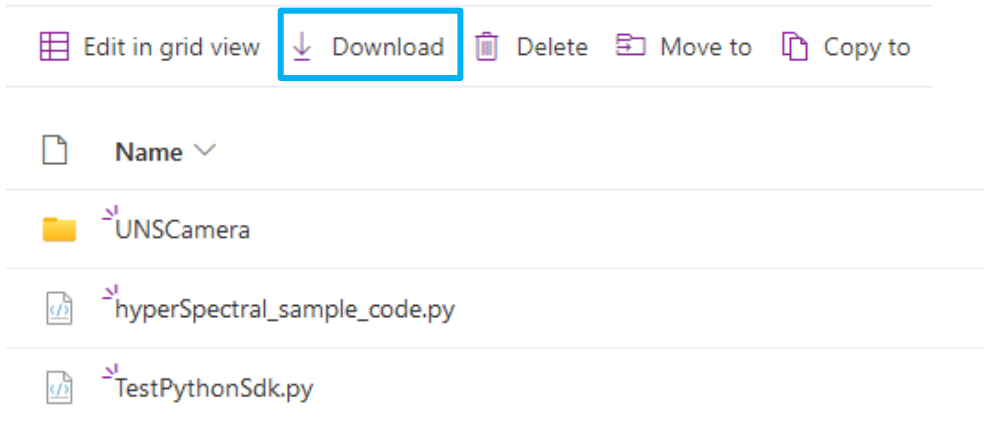 Edit in grid view Download Delete Move to Copy to
Name
UNSCamera
hyperSpectral_sample_code.py
TestPythonSdk.py